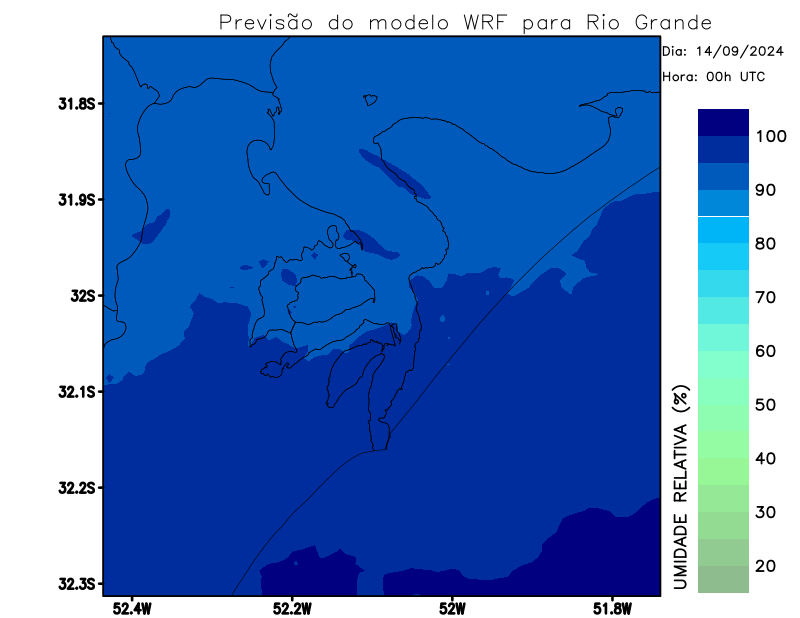 Previsão do modelo WRF para Rio Grande
Dia: 14/09/2024
Hora: 00h UTC
31.8S
31.9S
32S
32.1S
32.2S
32.3S
52.4W
52.2W
52W
51.8W
UMIDADE RELATIVA (%)
100
90
80
70
60
50
40
30
20